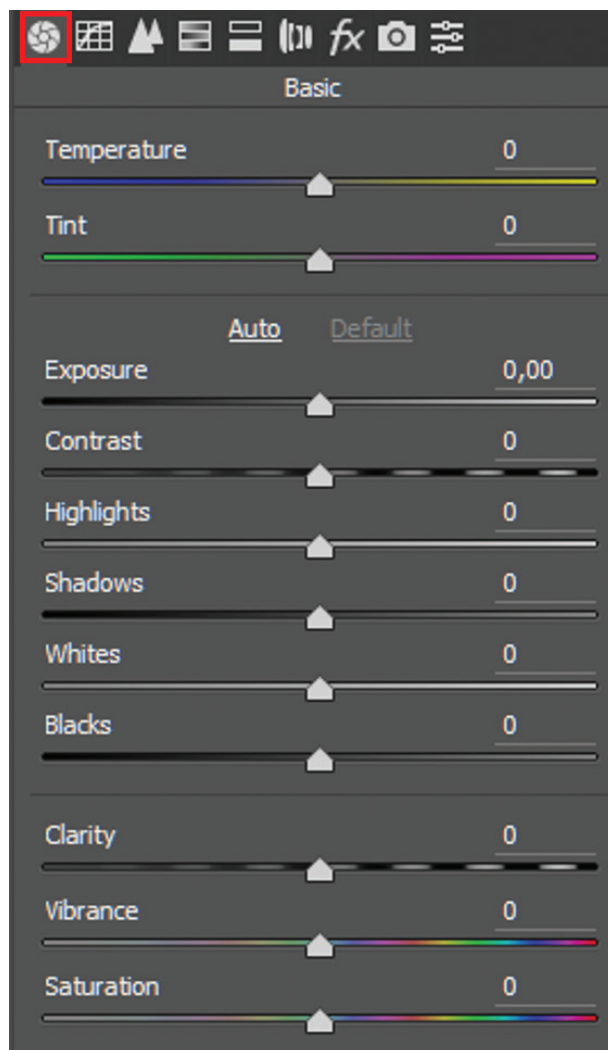 fx
Basic
Temperature 0
Tint 0
Auto Default
Exposure 0,00
Contrast 0
Highlights 0
Shadows 0
Whites 0
Blacks 0
Clarity 0
Vibrance 0
Saturation 0